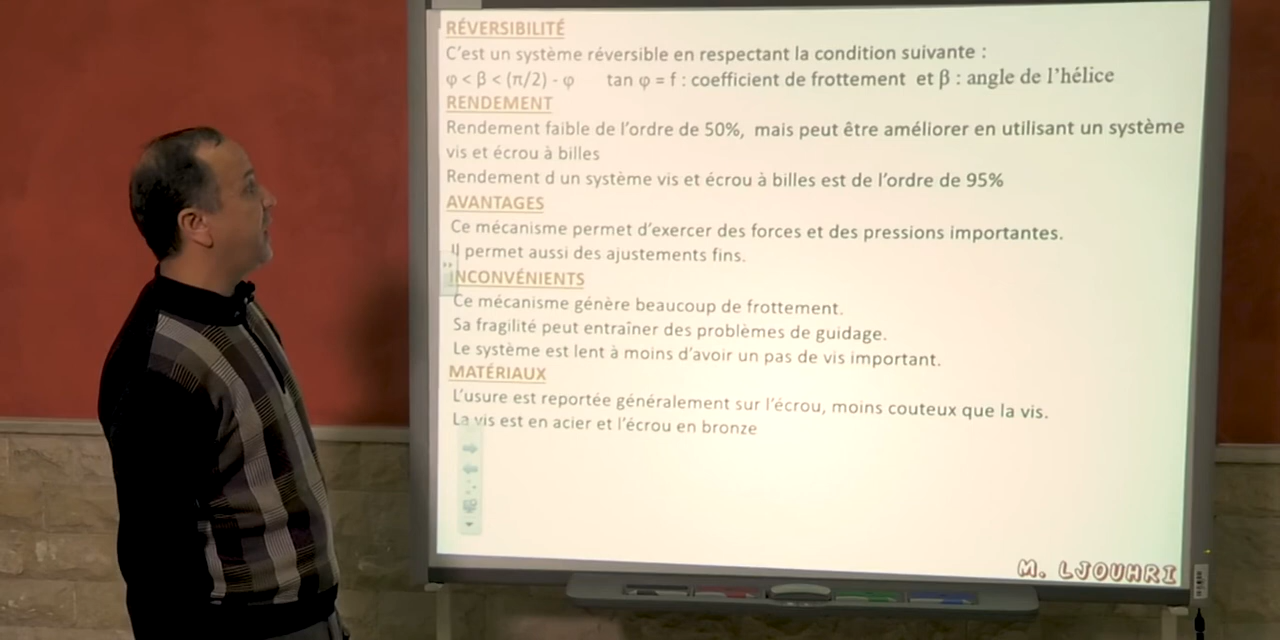 RÉVERSIBILITÉ
C'est un système réversible en respectant la condition suivante :
φ < β < (π/2) - φ tan φ = f : coefficient de frottement et β : angle de l'hélice
RENDEMENT
Rendement faible de l'ordre de 50%, mais peut être améliorer en utilisant un système
vis et écrou à billes
Rendement d un système vis et écrou à billes est de l'ordre de 95%
AVANTAGES
Ce mécanisme permet d'exercer des forces et des pressions importantes.
Il permet aussi des ajustements fins.
INCONVÉNIENTS
Ce mécanisme génère beaucoup de frottement.
Sa fragilité peut entraîner des problèmes de guidage.
Le système est lent à moins d'avoir un pas de vis important.
MATÉRIAUX
L'usure est reportée généralement sur l'écrou, moins couteux que la vis.
La vis est en acier et l'écrou en bronze
M. LJOUHRI